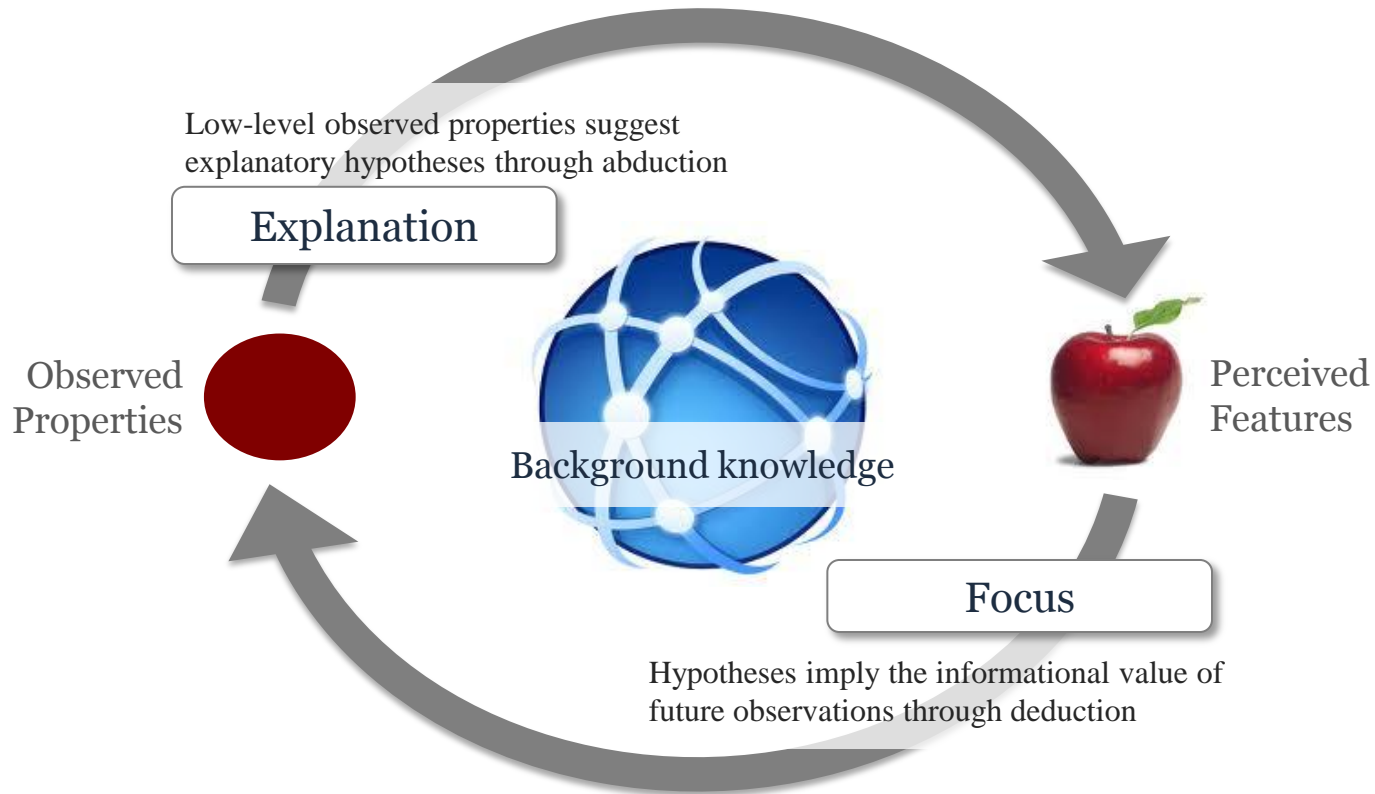 Low-level observed properties suggest
explanatory hypotheses through abduction
Explanation
Observed
Properties
Background knowledge
Perceived
Features
Focus
Hypotheses imply the informational value of
future observations through deduction